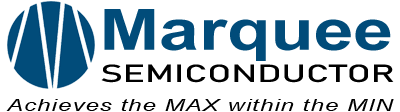 Marquee
SEMICONDUCTOR
Achieves the MAX within the MIN